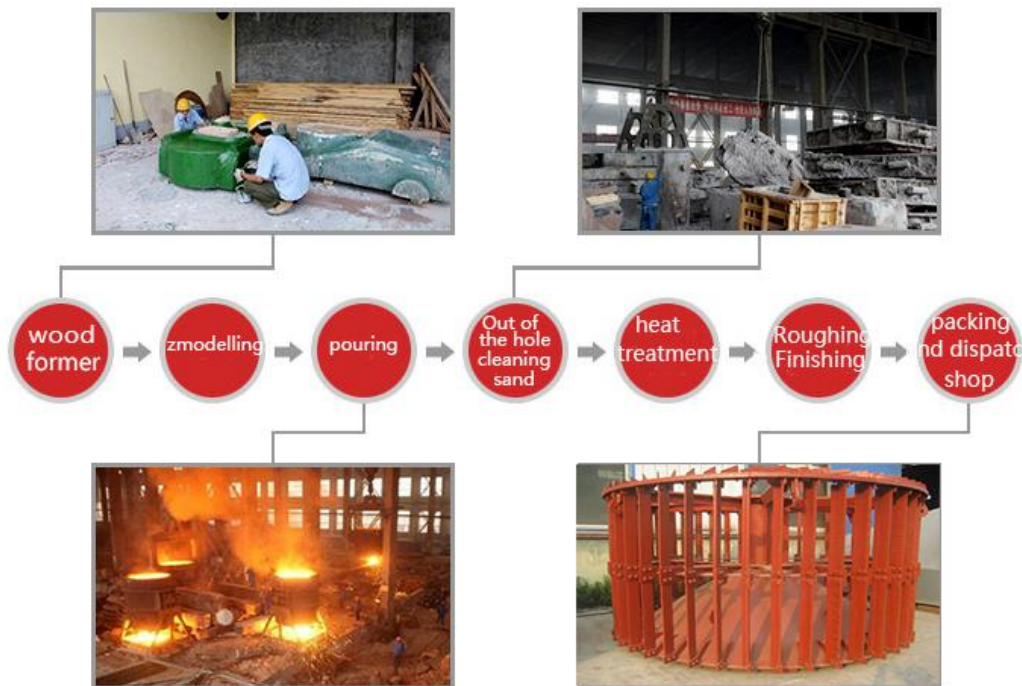 wood
former
zmodelling
pouring
Out of
the hole
cleaning
sand
heat
treatment
Roughing
Finishing
packing
nd dispatc
shop